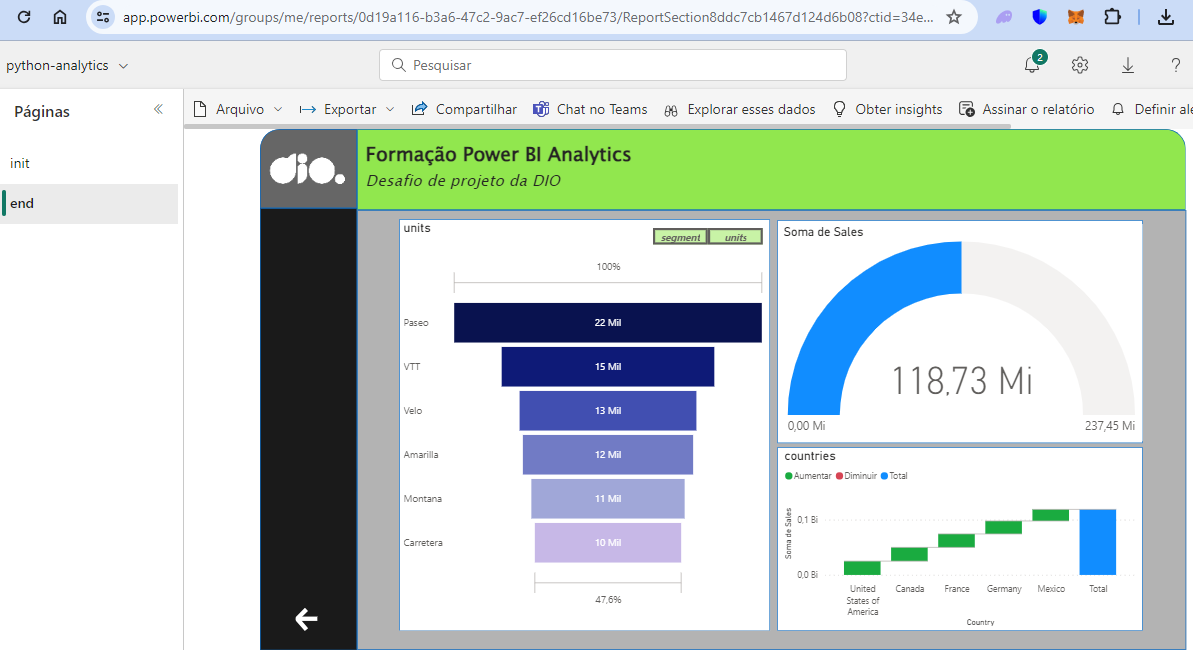 app.powerbi.com/groups/me/reports/0d19a116-b3a6-47c2-9ac7-ef26cd16be73/ReportSection8ddc7cb1467d124d6b08?ctid=34e...
python-analytics
Pesquisar
2
?
Páginas
init
end
Arquivo
Exportar
Compartilhar
Chat no Teams
Explorar esses dados
Obter insights
Assinar o relatório
Definir ale
dio.
Formação Power BI Analytics
Desafio de projeto da DIO
units
segment
units
100%
Paseo
22 Mil
VTT
15 Mil
Velo
13 Mil
Amarilla
12 Mil
Montana
11 Mil
Carretera
10 Mil
47,6%
Soma de Sales
118,73 Mi
0,00 Mi
237,45 Mi
countries
Aumentar
Diminuir
Total
Soma de Sales
0,1 Bi
0,0 Bi
United
States of
America
Canada
France
Germany
Mexico
Total
Country